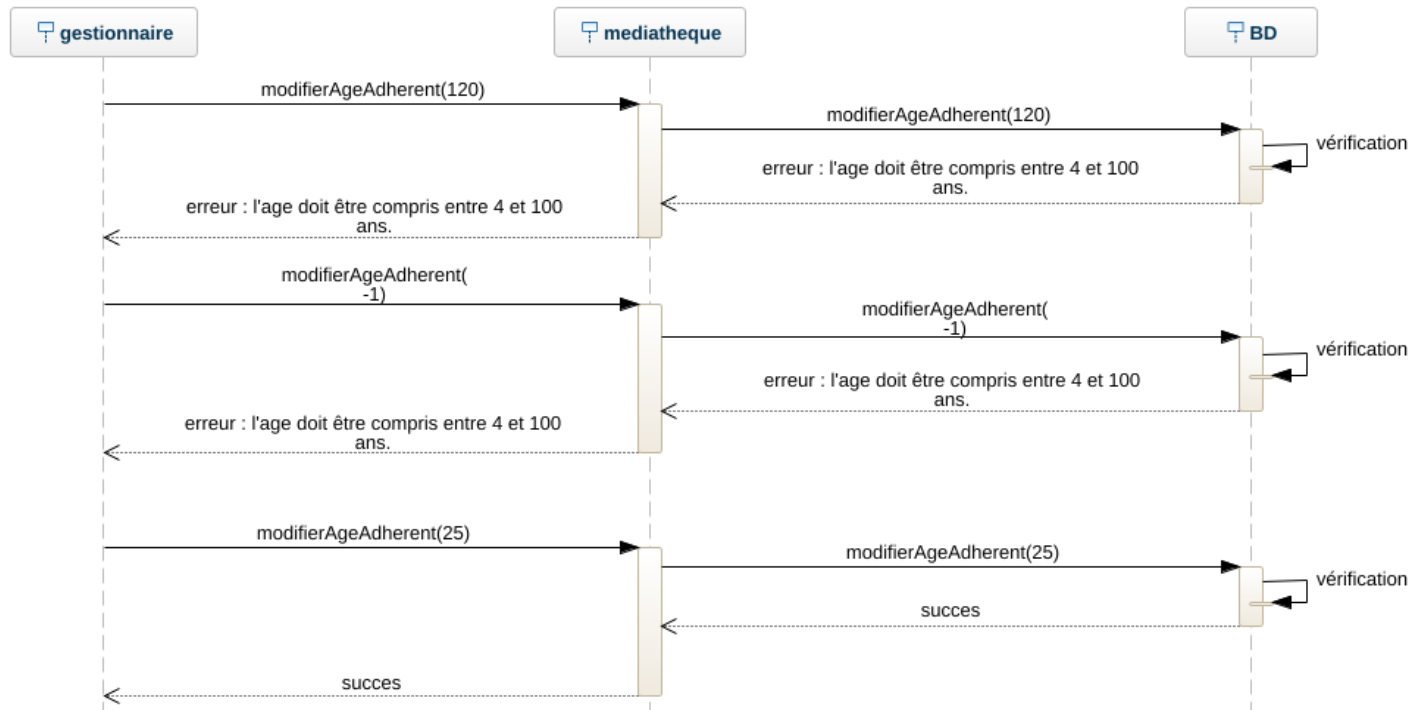 gestionnaire
mediatheque
BD
modifierAgeAdherent(120)
modifierAgeAdherent(120)
vérification
erreur : l'age doit être compris entre 4 et 100
ans.
erreur : l'age doit être compris entre 4 et 100
ans.
modifierAgeAdherent(
-1)
modifierAgeAdherent(
-1)
vérification
erreur : l'age doit être compris entre 4 et 100
ans.
erreur : l'age doit être compris entre 4 et 100
ans.
modifierAgeAdherent(25)
modifierAgeAdherent(25)
vérification
succes
succes